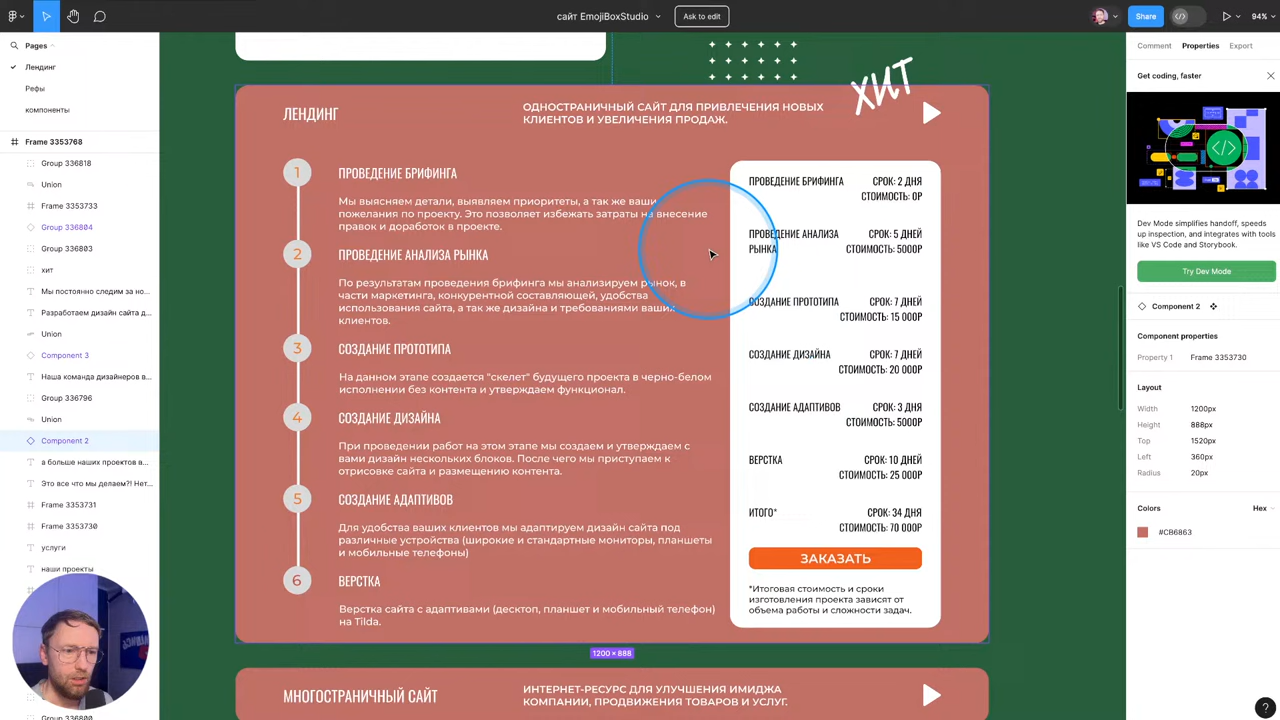 сайт EmojiBoxStudio
Ask to edit
Share
94%
Pages
Лендинг
Рефы
компоненты
Frame 3353768
Group 336818
Union
Frame 3353733
Group 336804
Frame 336803
хит
Мы постоянно следим за но...
Разработаем дизайн сайта д...
Union
Component 3
Наша команда дизайнеров в...
Group 336796
Union
Component 2
а больше наших проектов в...
Это все что мы делаем?! Нет...
Frame 3353731
Frame 3353730
услуги
наши проекты
ЛЕНДИНГ
ОДНОСТРАНИЧНЫЙ САЙТ ДЛЯ ПРИВЛЕЧЕНИЯ НОВЫХ
КЛИЕНТОВ И УВЕЛИЧЕНИЯ ПРОДАЖ.
ХИТ
1
ПРОВЕДЕНИЕ БРИФИНГА
Мы выясняем детали, выявляем приоритеты, а так же ваши
пожелания по проекту. Это позволяет избежать затраты на внесение
правок и доработок в проекте.
2
ПРОВЕДЕНИЕ АНАЛИЗА РЫНКА
По результатам проведения брифинга мы анализируем рынок, в
части маркетинга, конкурентной составляющей, удобства
использования сайта, а так же дизайна и требованиями ваших
клиентов.
3
СОЗДАНИЕ ПРОТОТИПА
На данном этапе создается "скелет" будущего проекта в черно-белом
исполнении без контента и утверждаем функционал.
4
СОЗДАНИЕ ДИЗАЙНА
При проведении работ на этом этапе мы создаем и утверждаем с
вами дизайн нескольких блоков. После чего мы приступаем к
отрисовке сайта и размещению контента.
5
СОЗДАНИЕ АДАПТИВОВ
Для удобства ваших клиентов мы адаптируем дизайн сайта под
различные устройства (широкие и стандартные мониторы, планшеты
и мобильные телефоны)
6
ВЕРСТКА
Верстка сайта с адаптивами (десктоп, планшет и мобильный телефон)
на Tilda.
ПРОВЕДЕНИЕ БРИФИНГА СРОК: 2 ДНЯ
СТОИМОСТЬ: 0Р
ПРОВЕДЕНИЕ АНАЛИЗА СРОК: 5 ДНЕЙ
РЫНКА СТОИМОСТЬ: 5000Р
СОЗДАНИЕ ПРОТОТИПА СРОК: 7 ДНЕЙ
СТОИМОСТЬ: 15 000Р
СОЗДАНИЕ ДИЗАЙНА СРОК: 7 ДНЕЙ
СТОИМОСТЬ: 20 000Р
СОЗДАНИЕ АДАПТИВОВ СРОК: 3 ДНЯ
СТОИМОСТЬ: 5000Р
ВЕРСТКА СРОК: 10 ДНЕЙ
СТОИМОСТЬ: 25 000Р
ИТОГО* СРОК: 34 ДНЯ
СТОИМОСТЬ: 70 000Р
ЗАКАЗАТЬ
*Итоговая стоимость и сроки
изготовления проекта зависят от
объема работы и сложности задач.
1200 × 888
МНОГОСТРАНИЧНЫЙ САЙТ
ИНТЕРНЕТ-РЕСУРС ДЛЯ УЛУЧШЕНИЯ ИМИДЖА
КОМПАНИИ, ПРОДВИЖЕНИЯ ТОВАРОВ И УСЛУГ.
Comment Properties Export
Get coding, faster
Dev Mode simplifies handoff, speeds
up inspection, and integrates with tools
like VS Code and Storybook.
Try Dev Mode
Component 2
Component properties
Property 1 Frame 3353730
Layout
Width 1200px
Height 888px
Top 1520px
Left 360px
Radius 20px
Colors Hex
#CB6863
?